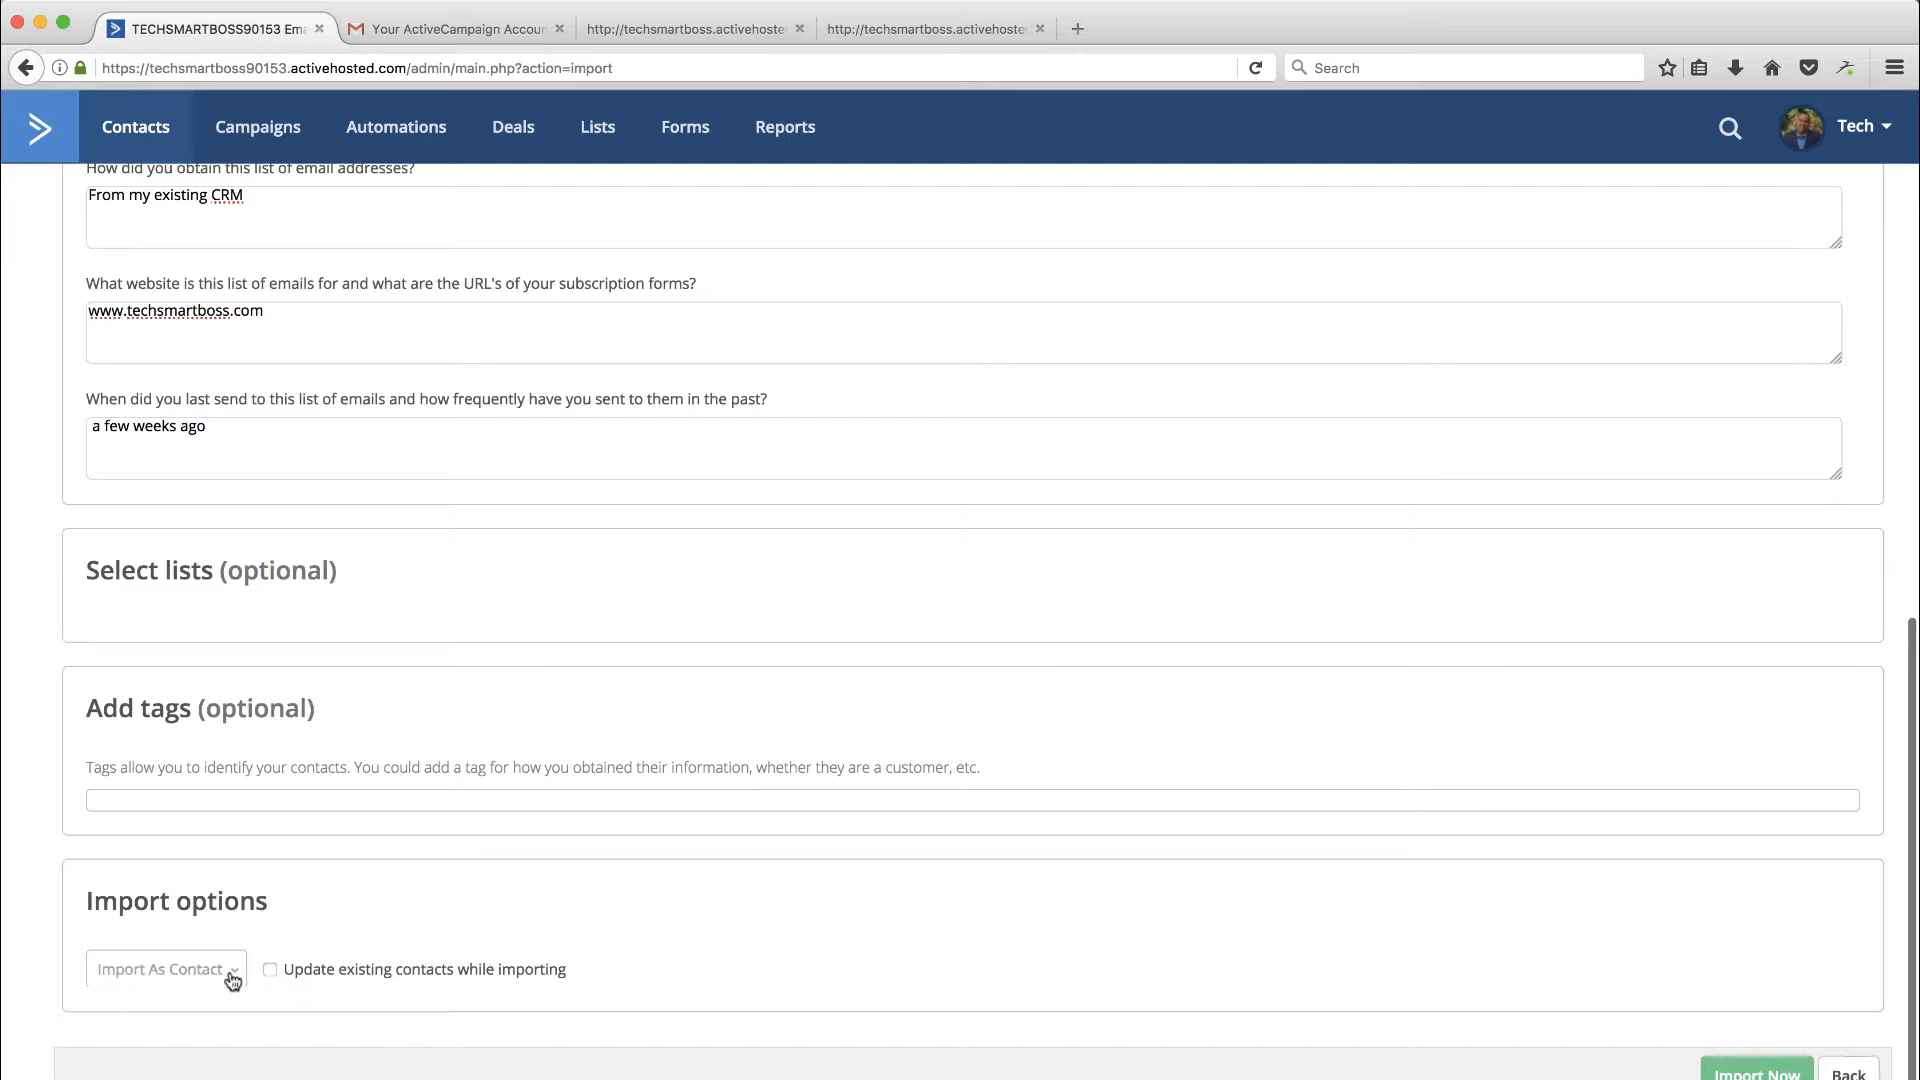 TECHSMARTBOSS90153 Ema
Your ActiveCampaign Accoun
http://techsmartboss.activehoste
http://techsmartboss.activehoste
https://techsmartboss90153.activehosted.com/admin/main.php?action=import
Search
Contacts
Campaigns
Automations
Deals
Lists
Forms
Reports
Tech
How did you obtain this list of email addresses?
From my existing CRM
What website is this list of emails for and what are the URL's of your subscription forms?
www.techsmartboss.com
When did you last send to this list of emails and how frequently have you sent to them in the past?
a few weeks ago
Select lists (optional)
Add tags (optional)
Tags allow you to identify your contacts. You could add a tag for how you obtained their information, whether they are a customer, etc.
Import options
Import As Contact
Update existing contacts while importing
Import Now
Back